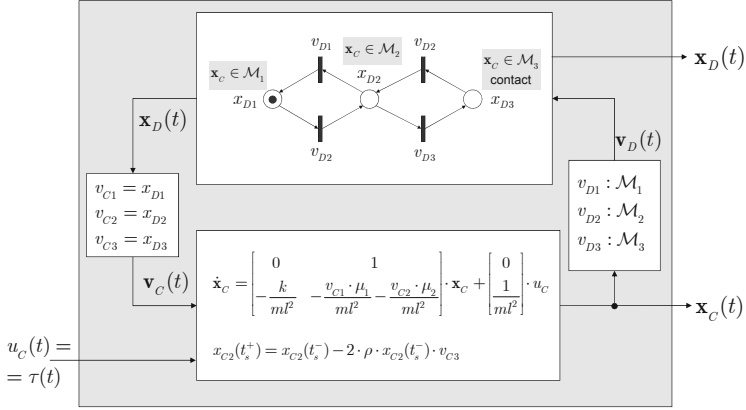 v_{D1} v_{D2}
x_C ∈ M_1 x_C ∈ M_2 x_C ∈ M_3
contact
x_{D1} x_{D2} x_{D3}
v_{D2} v_{D3}
x_D(t)
x_D(t)
v_D(t)
v_{C1} = x_{D1}
v_{C2} = x_{D2}
v_{C3} = x_{D3}
v_{D1} : M_1
v_{D2} : M_2
v_{D3} : M_3
v_C(t)
ẋ_C = [0 1; -k/ml² -v_{C1}·μ_1/ml² - v_{C2}·μ_2/ml²] · x_C + [0; 1/ml²] · u_C
x_{C2}(t_s^+) = x_{C2}(t_s^-) - 2 · ρ · x_{C2}(t_s^-) · v_{C3}
x_C(t)
u_C(t) =
= τ(t)